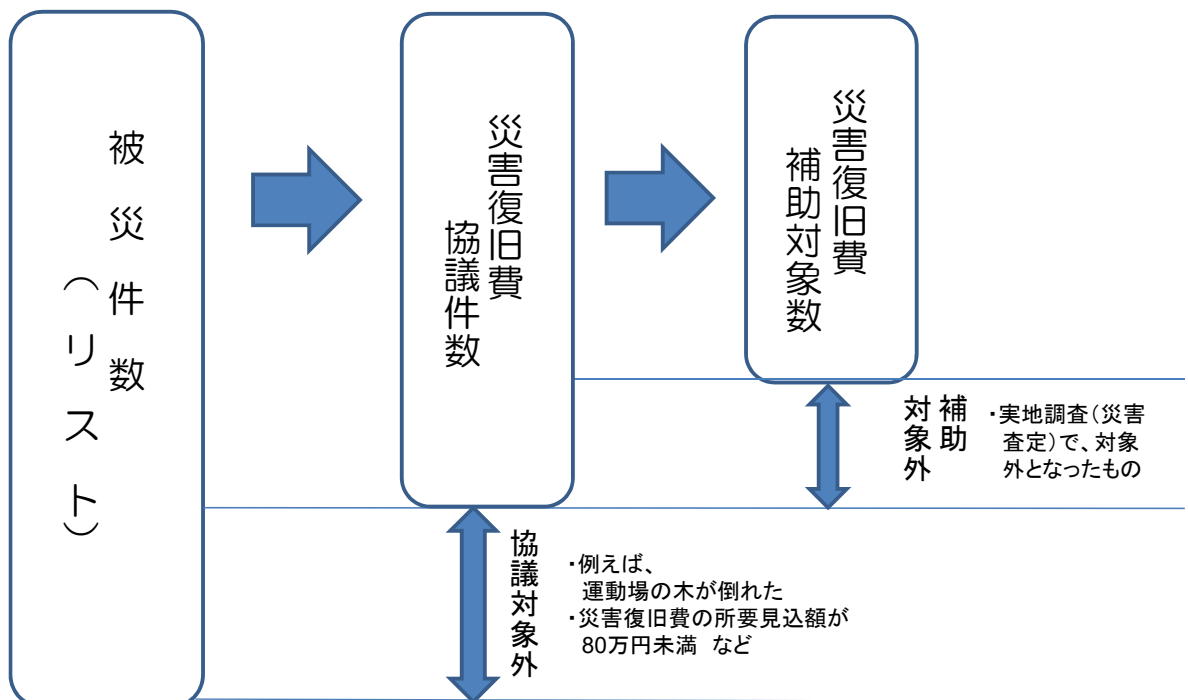 被災件数
（リスト）
災害復旧費
協議件数
災害復旧費
補助対象数
補助
対象外
・実地調査（災害
査定）で、対象
外となったもの
協議対象外
・例えば、
運動場の木が倒れた
・災害復旧費の所要見込額が
80万円未満 など